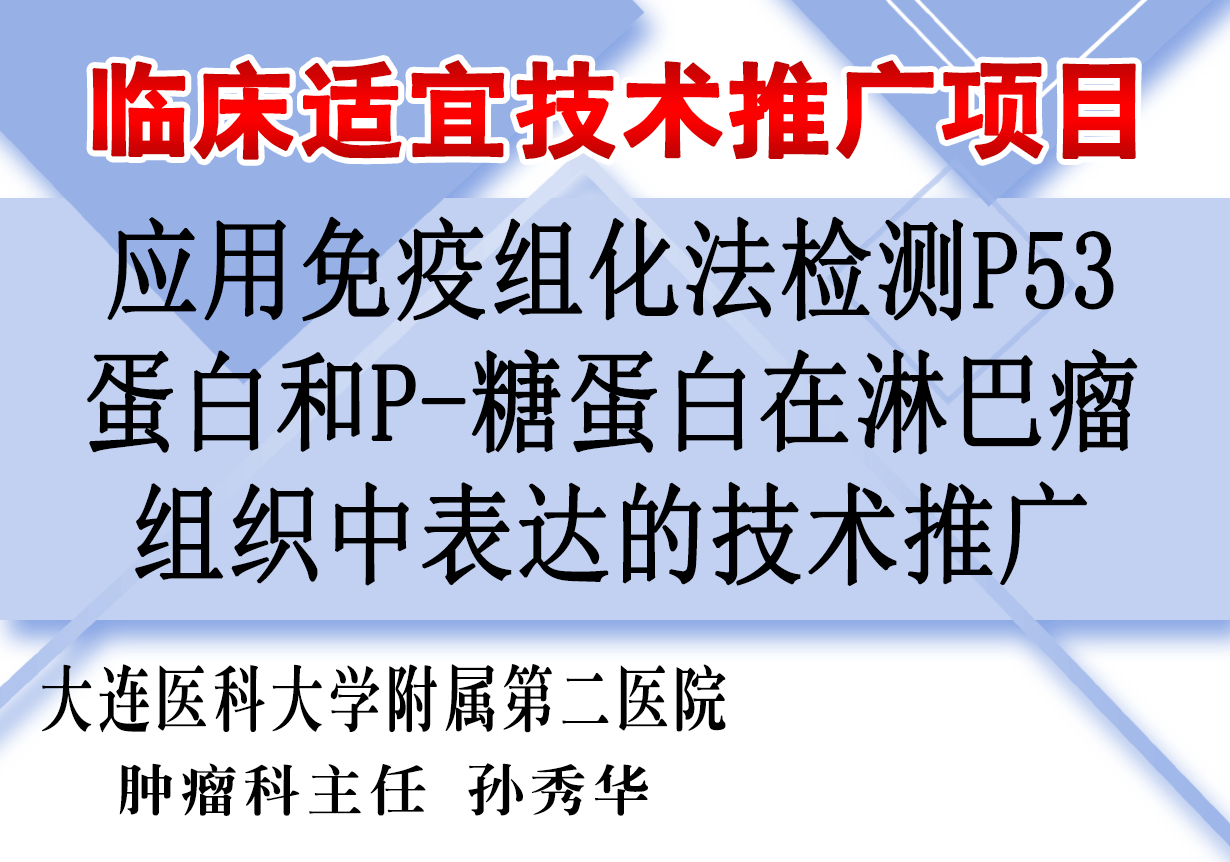 临床适宜技术推广项目
应用免疫组化法检测P53
蛋白和P-糖蛋白在淋巴瘤
组织中表达的技术推广
大连医科大学附属第二医院
肿瘤科主任 孙秀华